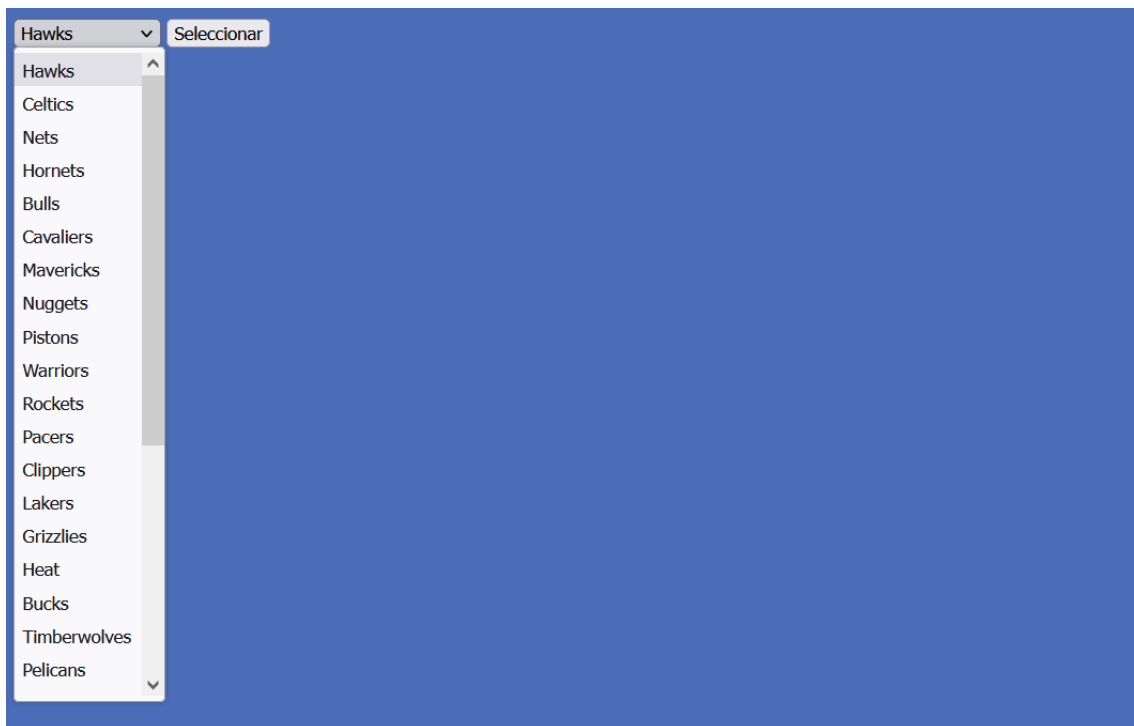 Hawks Seleccionar
Hawks
Celtics
Nets
Hornets
Bulls
Cavaliers
Mavericks
Nuggets
Pistons
Warriors
Rockets
Pacers
Clippers
Lakers
Grizzlies
Heat
Bucks
Timberwolves
Pelicans